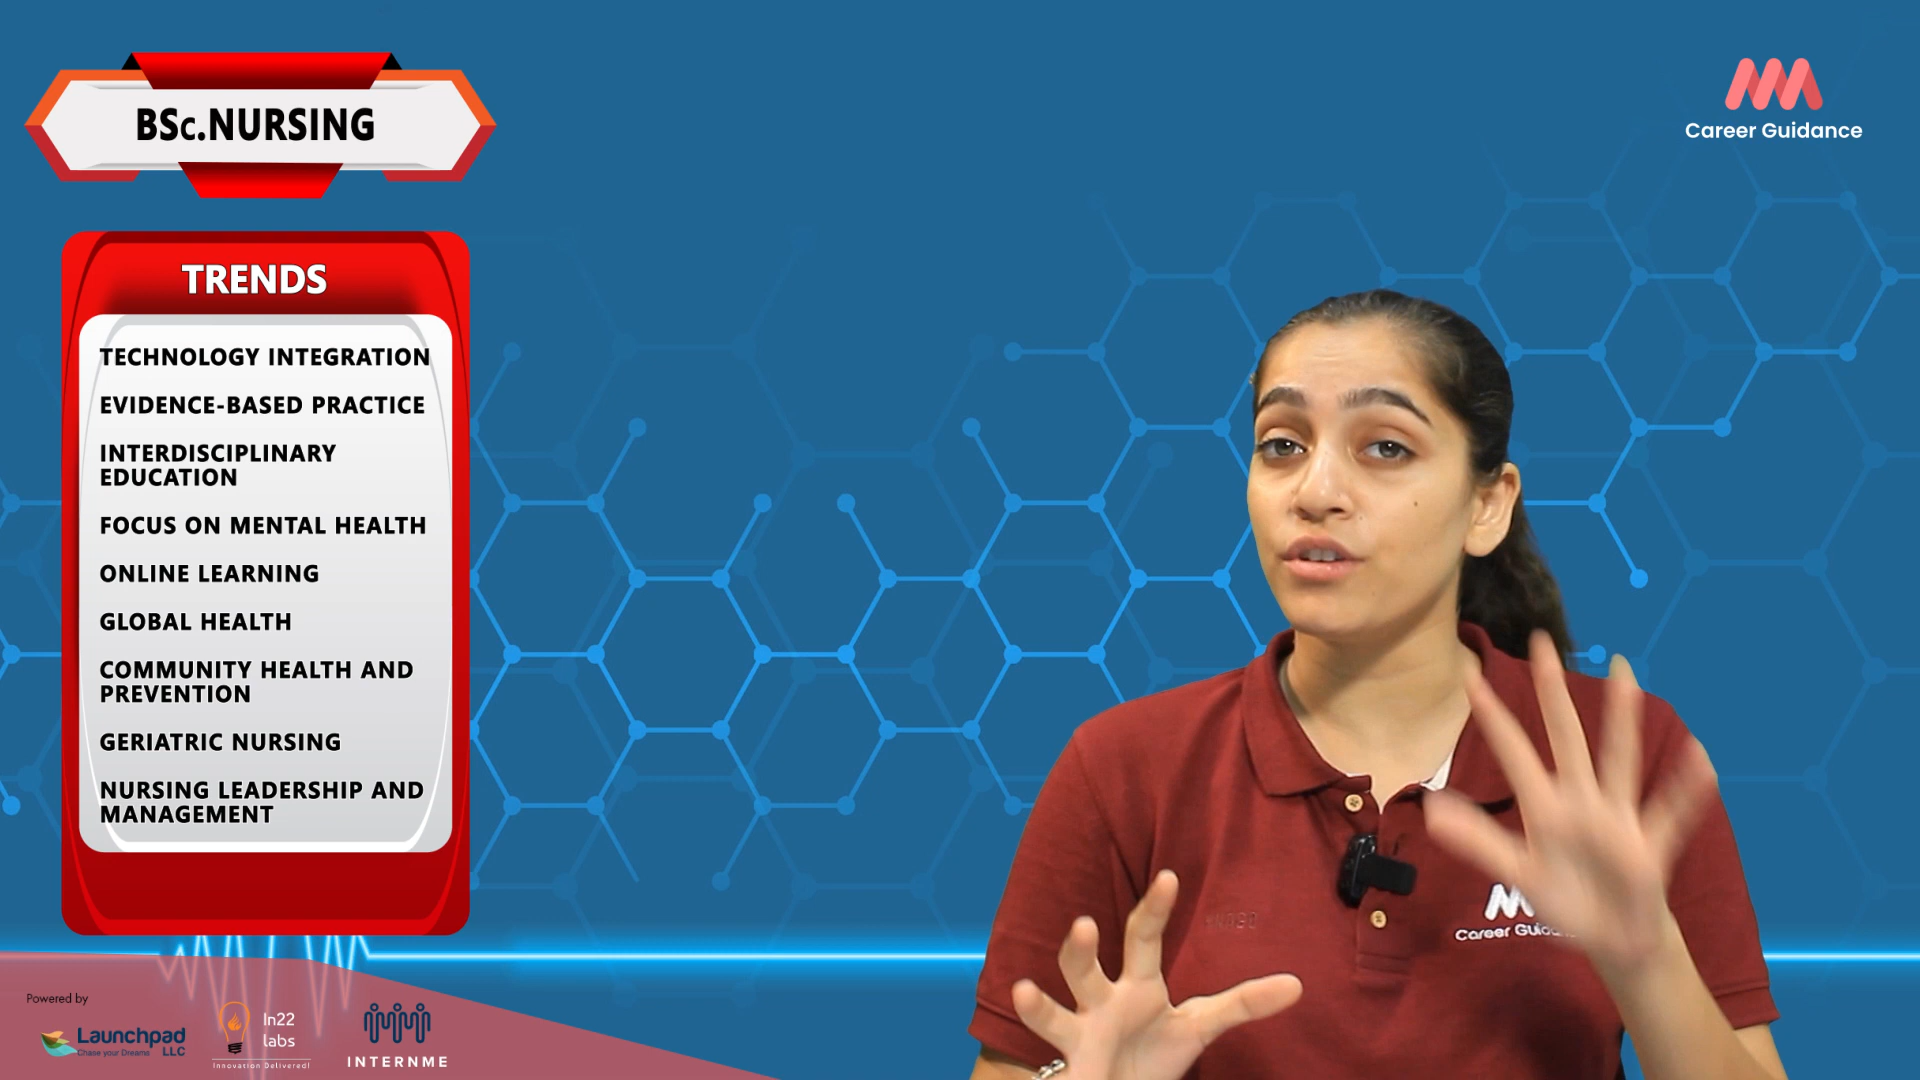 BSc.NURSING
Career Guidance
TRENDS
TECHNOLOGY INTEGRATION
EVIDENCE-BASED PRACTICE
INTERDISCIPLINARY
EDUCATION
FOCUS ON MENTAL HEALTH
ONLINE LEARNING
GLOBAL HEALTH
COMMUNITY HEALTH AND
PREVENTION
GERIATRIC NURSING
NURSING LEADERSHIP AND
MANAGEMENT
Career
Powered by
Launchpad
Chase your Dreams LLC
In22
labs
Innovation Delivered!
INTERNME